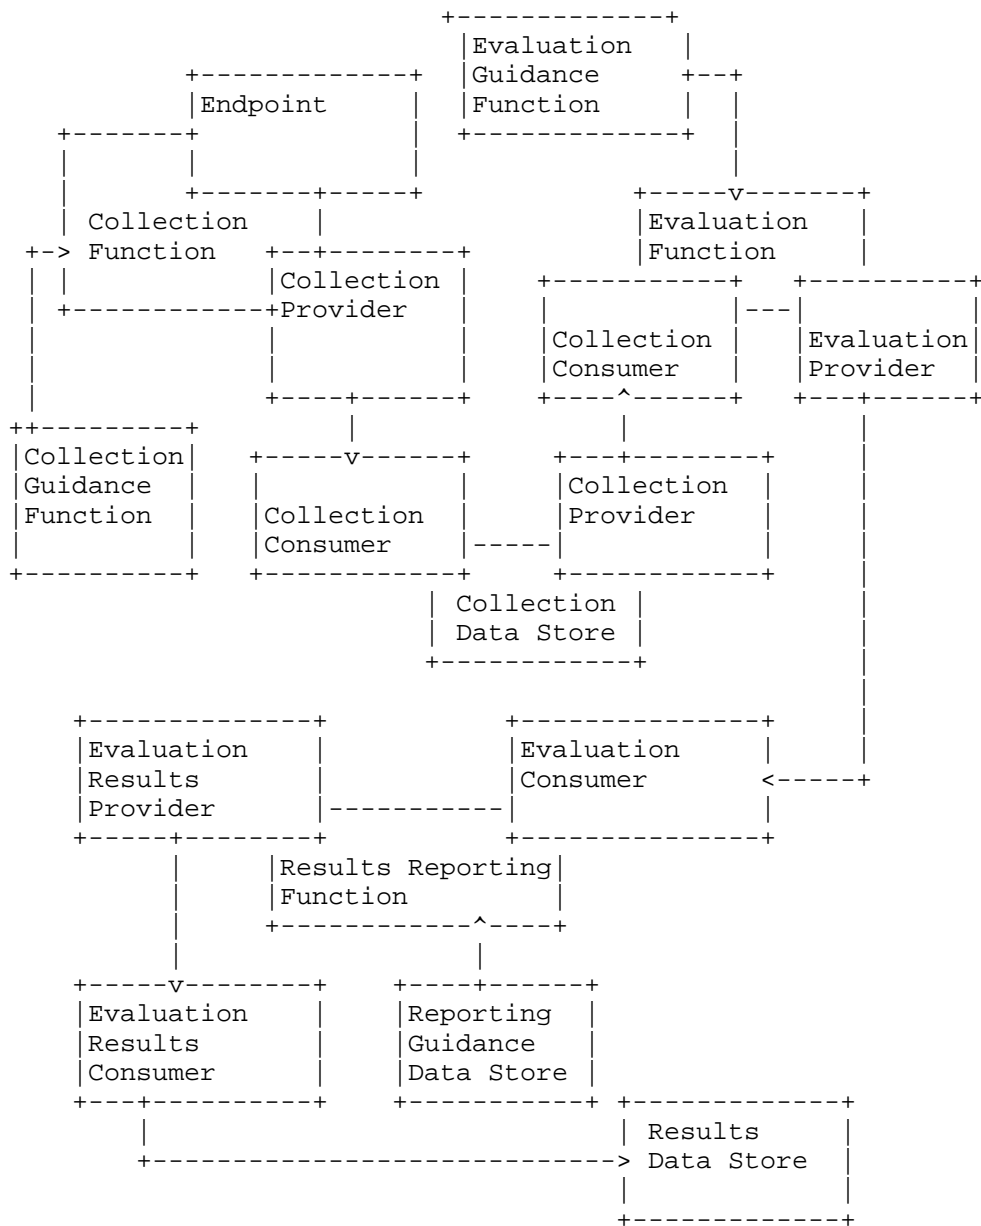 Evaluation
Guidance
Function
Endpoint
Collection
Function
Evaluation
Function
Collection
Provider
Collection
Consumer
Evaluation
Provider
Collection
Guidance
Function
Collection
Consumer
Collection
Provider
Collection
Data Store
Evaluation
Results
Provider
Evaluation
Consumer
Results Reporting
Function
Evaluation
Results
Consumer
Reporting
Guidance
Data Store
Results
Data Store